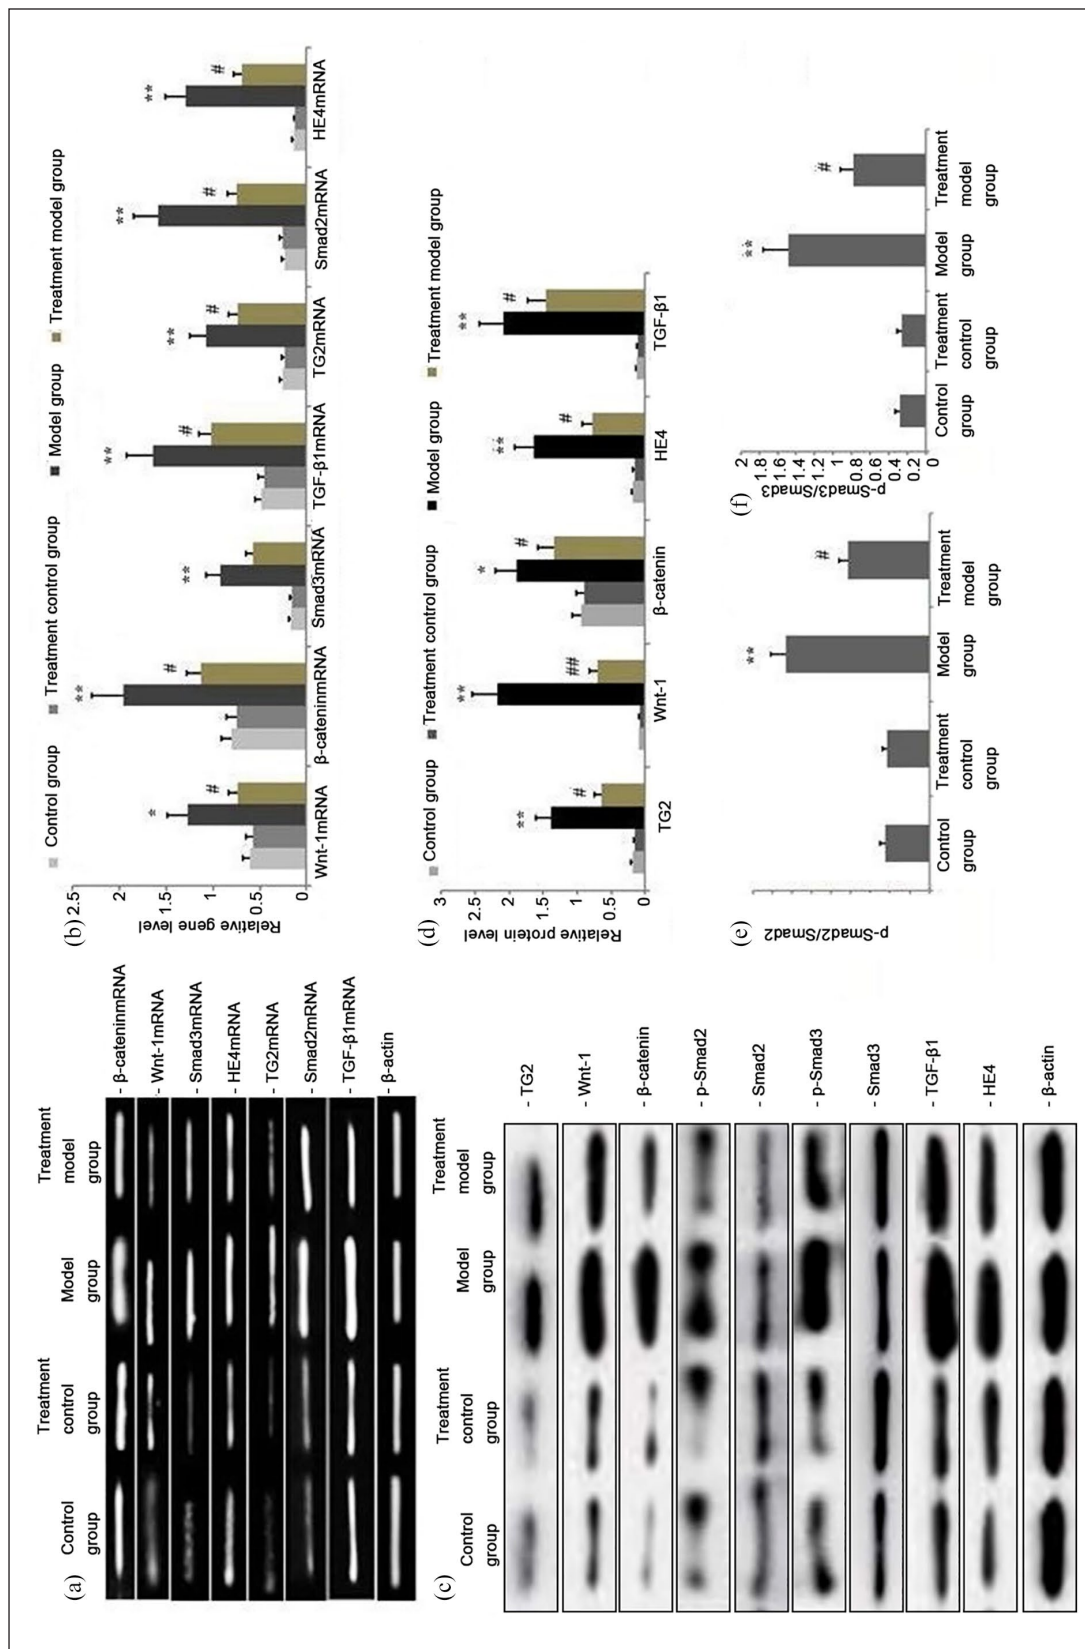 (a)
Control
group
Treatment
control
group
Model
group
Treatment
model
group
- β-cateninmRNA
- Wnt-1mRNA
- Smad3mRNA
- HE4mRNA
- TG2mRNA
- Smad2mRNA
- TGF-β1mRNA
- β-actin
(b)
Control group
Treatment control group
Model group
Treatment model group
Relative gene level
2.5
2
1.5
1
0.5
0
* # ** # ** ** # ** # ** # ** #
Wnt-1mRNA β-cateninmRNA Smad3mRNA TGF-β1mRNA TG2mRNA Smad2mRNA HE4mRNA
(c)
Control
group
Treatment
control
group
Model
group
Treatment
model
group
- TG2
- Wnt-1
- β-catenin
- p-Smad2
- Smad2
- p-Smad3
- Smad3
- TGF-β1
- HE4
- β-actin
(d)
Control group
Treatment control group
Model group
Treatment model group
Relative protein level
3
2.5
2
1.5
1
0.5
0
** # ** ## * # ** # ** #
TG2 Wnt-1 β-catenin HE4 TGF-β1
(e)
p-Smad2/Smad2
** #
Control
group
Treatment
control
group
Model
group
Treatment
model
group
(f)
p-Smad3/Smad3
2
1.8
1.6
1.4
1.2
1
0.8
0.6
0.4
0.2
0
** #
Control
group
Treatment
control
group
Model
group
Treatment
model
group